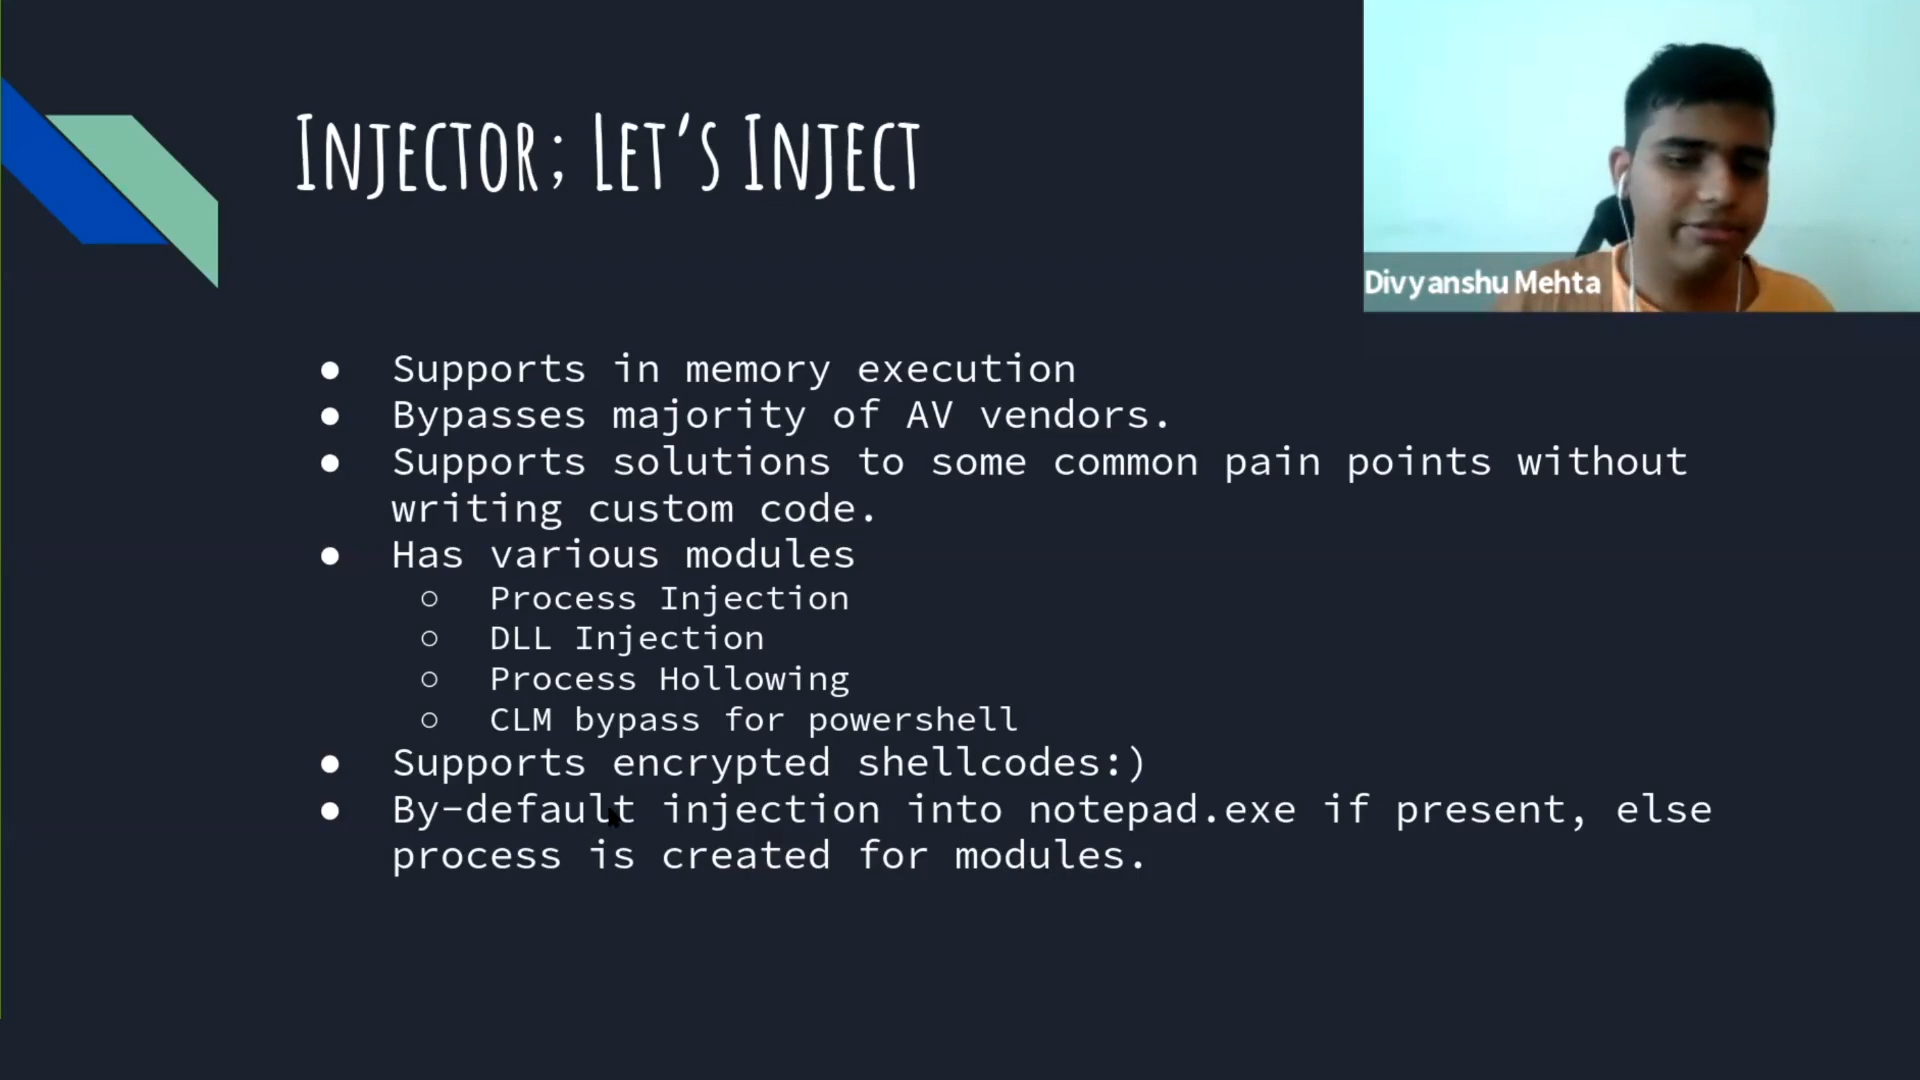 Injector; Let's Inject
Divyanshu Mehta
● Supports in memory execution
● Bypasses majority of AV vendors.
● Supports solutions to some common pain points without
writing custom code.
● Has various modules
○ Process Injection
○ DLL Injection
○ Process Hollowing
○ CLM bypass for powershell
● Supports encrypted shellcodes:)
● By-default injection into notepad.exe if present, else
process is created for modules.